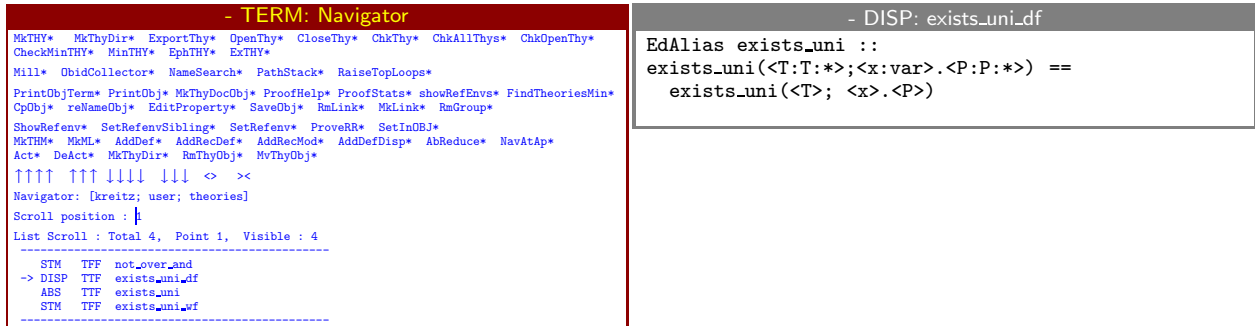 - TERM: Navigator
MkTHY* MkThyDir* ExportThy* OpenThy* CloseThy* ChkThy* ChkAllThys* ChkOpenThy*
CheckMinTHY* MinTHY* EphTHY* ExTHY*
Mill* ObidCollector* NameSearch* PathStack* RaiseTopLoops*
PrintObjTerm* PrintObj* MkThyDocObj* ProofHelp* ProofStats* showRefEnvs* FindTheoriesMin*
CpObj* reNameObj* EditProperty* SaveObj* RmLink* MkLink* RmGroup*
ShowRefenv* SetRefenvSibling* SetRefenv* ProveRR* SetInOBJ*
MkTHM* MkML* AddDef* AddRecDef* AddRecMod* AddDefDisp* AbReduce* NavAtAp*
Act* DeAct* MkThyDir* RmThyObj* MvThyObj*
↑↑↑↑ ↑↑↑ ↓↓↓↓ ↓↓↓ <> ><
Navigator: [kreitz; user; theories]
Scroll position : 1
List Scroll : Total 4, Point 1, Visible : 4
----------------------------------------------
STM TFF not_over_and
-> DISP TTF exists_uni_df
ABS TTF exists_uni
STM TFF exists_uni_wf
----------------------------------------------
- DISP: exists_uni_df
EdAlias exists_uni ::
exists_uni(<T:T:*>;<x:var>.<P:P:*>) ==
exists_uni(<T>; <x>.<P>)